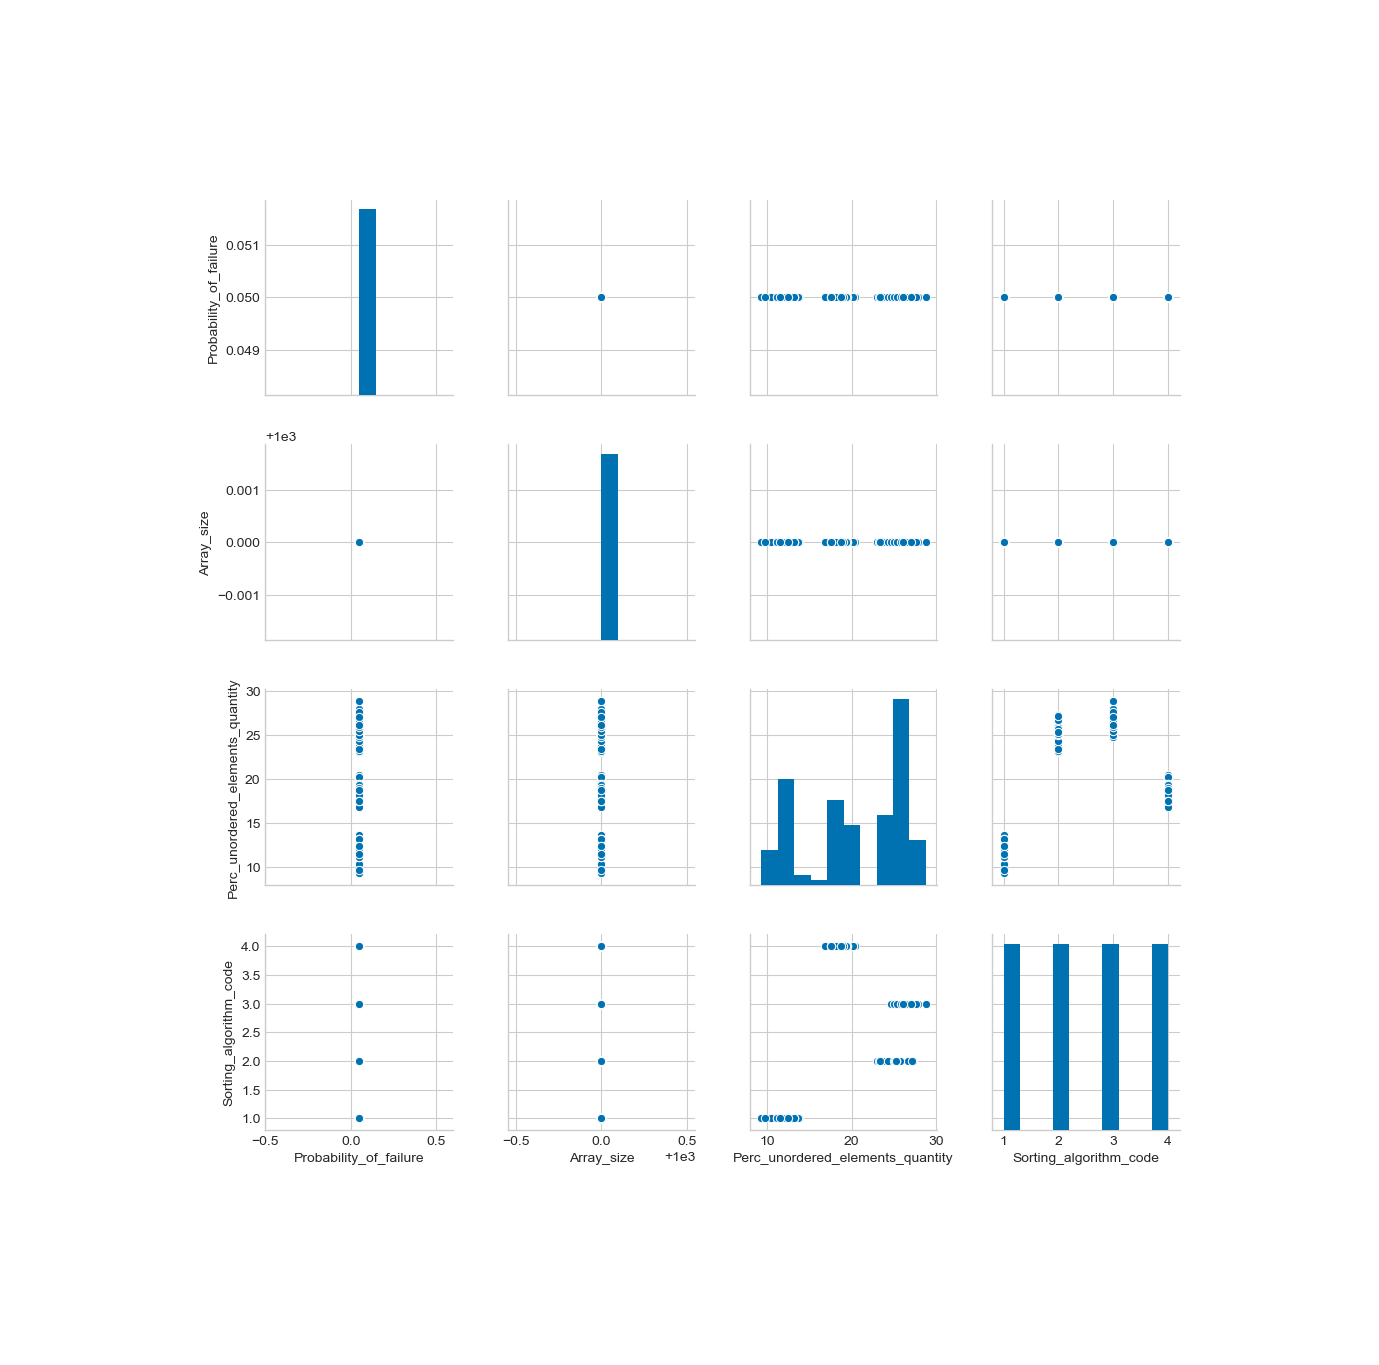 Probability_of_failure
0.051
0.050
0.049
+1e3
Array_size
0.001
0.000
−0.001
Perc_unordered_elements_quantity
30
25
20
15
10
Sorting_algorithm_code
4.0
3.5
3.0
2.5
2.0
1.5
1.0
−0.5 0.0 0.5 −0.5 0.0 0.5 10 20 30 1 2 3 4
Probability_of_failure Array_size +1e3 Perc_unordered_elements_quantity Sorting_algorithm_code